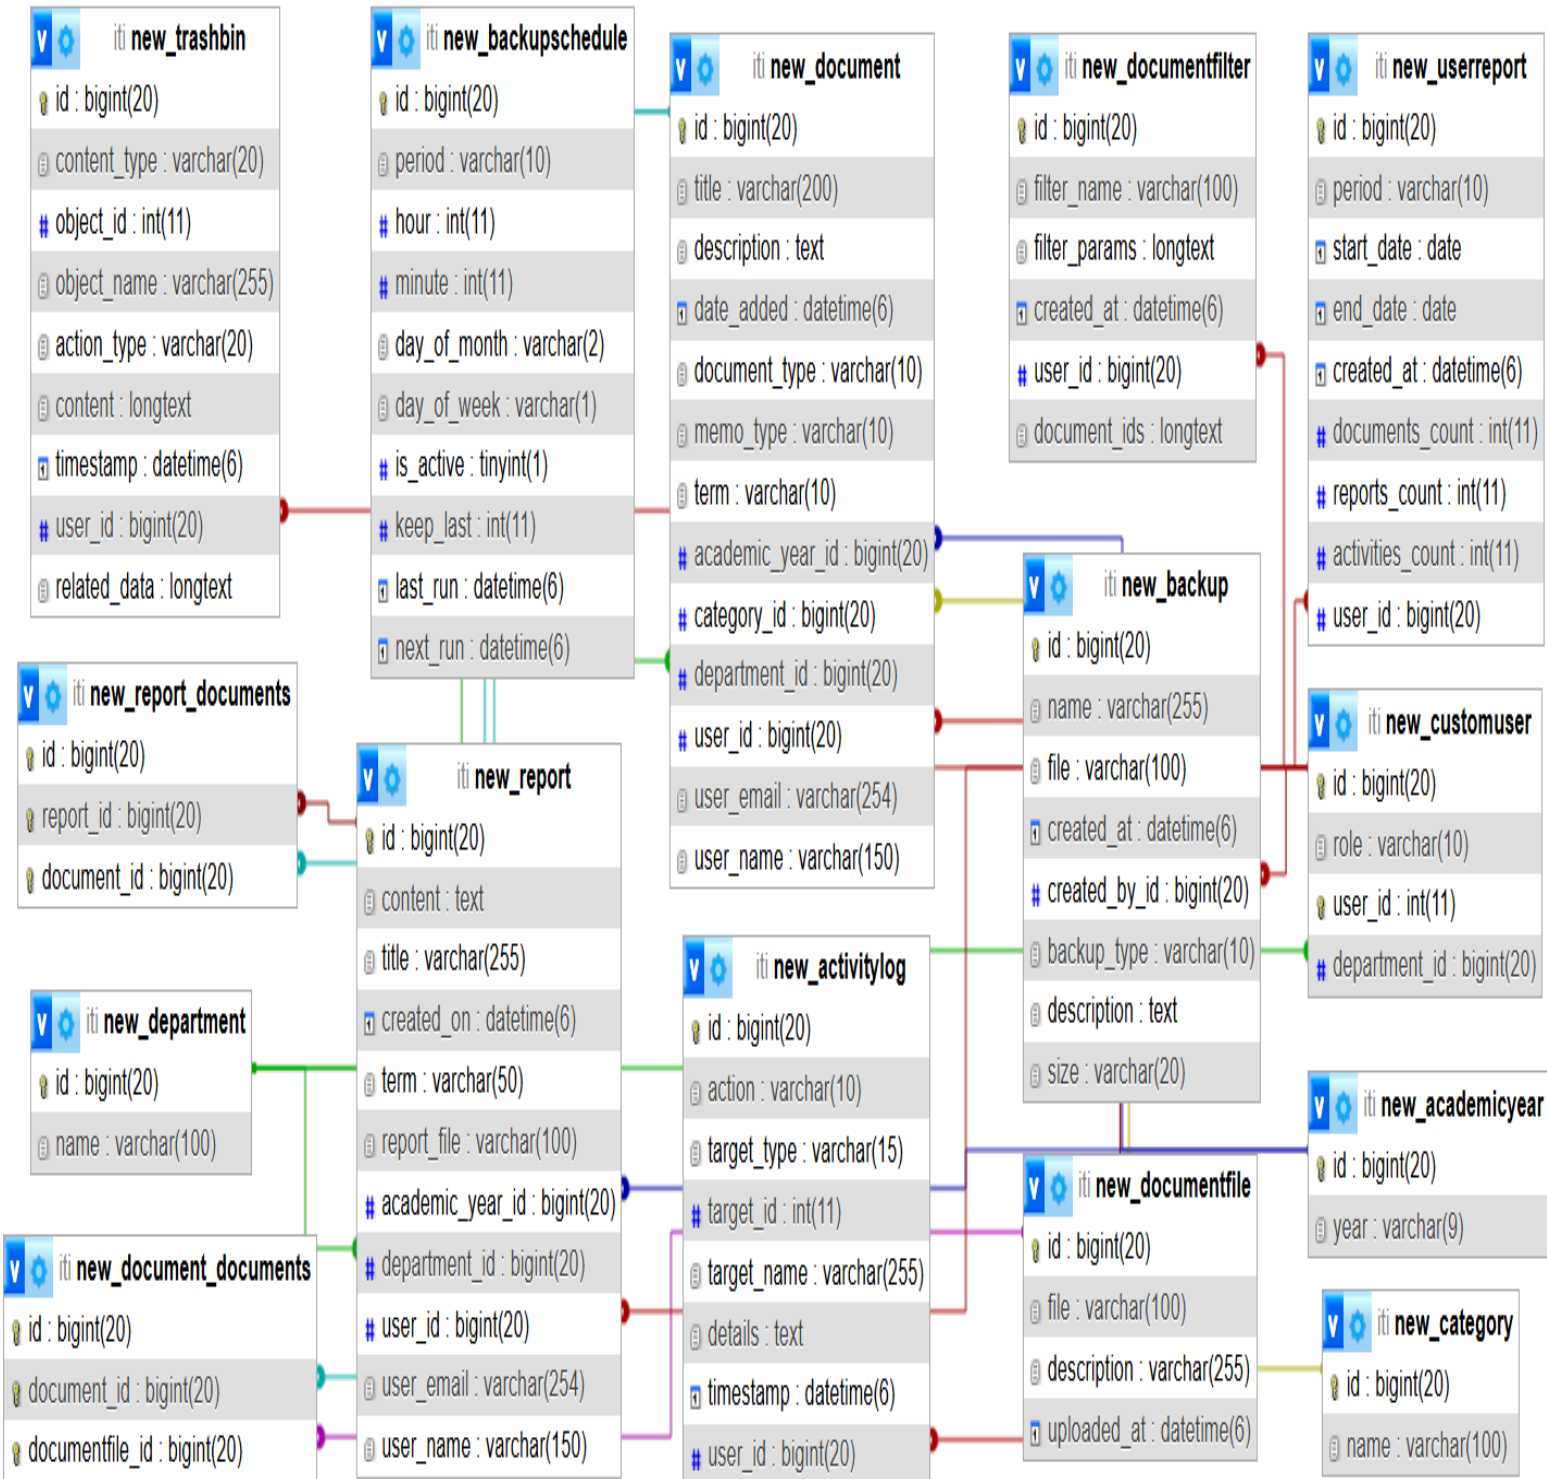 iti new_trashbin
id : bigint(20)
content_type : varchar(20)
object_id : int(11)
object_name : varchar(255)
action_type : varchar(20)
content : longtext
timestamp : datetime(6)
user_id : bigint(20)
related_data : longtext
iti new_backupschedule
id : bigint(20)
period : varchar(10)
hour : int(11)
minute : int(11)
day_of_month : varchar(2)
day_of_week : varchar(1)
is_active : tinyint(1)
keep_last : int(11)
last_run : datetime(6)
next_run : datetime(6)
iti new_document
id : bigint(20)
title : varchar(200)
description : text
date_added : datetime(6)
document_type : varchar(10)
memo_type : varchar(10)
term : varchar(10)
academic_year_id : bigint(20)
category_id : bigint(20)
department_id : bigint(20)
user_id : bigint(20)
user_email : varchar(254)
user_name : varchar(150)
iti new_documentfilter
id : bigint(20)
filter_name : varchar(100)
filter_params : longtext
created_at : datetime(6)
user_id : bigint(20)
document_ids : longtext
iti new_userreport
id : bigint(20)
period : varchar(10)
start_date : date
end_date : date
created_at : datetime(6)
documents_count : int(11)
reports_count : int(11)
activities_count : int(11)
user_id : bigint(20)
iti new_backup
id : bigint(20)
name : varchar(255)
file : varchar(100)
created_at : datetime(6)
created_by_id : bigint(20)
backup_type : varchar(10)
description : text
size : varchar(20)
iti new_report_documents
id : bigint(20)
report_id : bigint(20)
document_id : bigint(20)
iti new_report
id : bigint(20)
content : text
title : varchar(255)
created_on : datetime(6)
term : varchar(50)
report_file : varchar(100)
academic_year_id : bigint(20)
department_id : bigint(20)
user_id : bigint(20)
user_email : varchar(254)
user_name : varchar(150)
iti new_customuser
id : bigint(20)
role : varchar(10)
user_id : int(11)
department_id : bigint(20)
iti new_activitylog
id : bigint(20)
action : varchar(10)
target_type : varchar(15)
target_id : int(11)
target_name : varchar(255)
details : text
timestamp : datetime(6)
user_id : bigint(20)
iti new_department
id : bigint(20)
name : varchar(100)
iti new_academicyear
id : bigint(20)
year : varchar(9)
iti new_documentfile
id : bigint(20)
file : varchar(100)
description : varchar(255)
uploaded_at : datetime(6)
iti new_document_documents
id : bigint(20)
document_id : bigint(20)
documentfile_id : bigint(20)
iti new_category
id : bigint(20)
name : varchar(100)